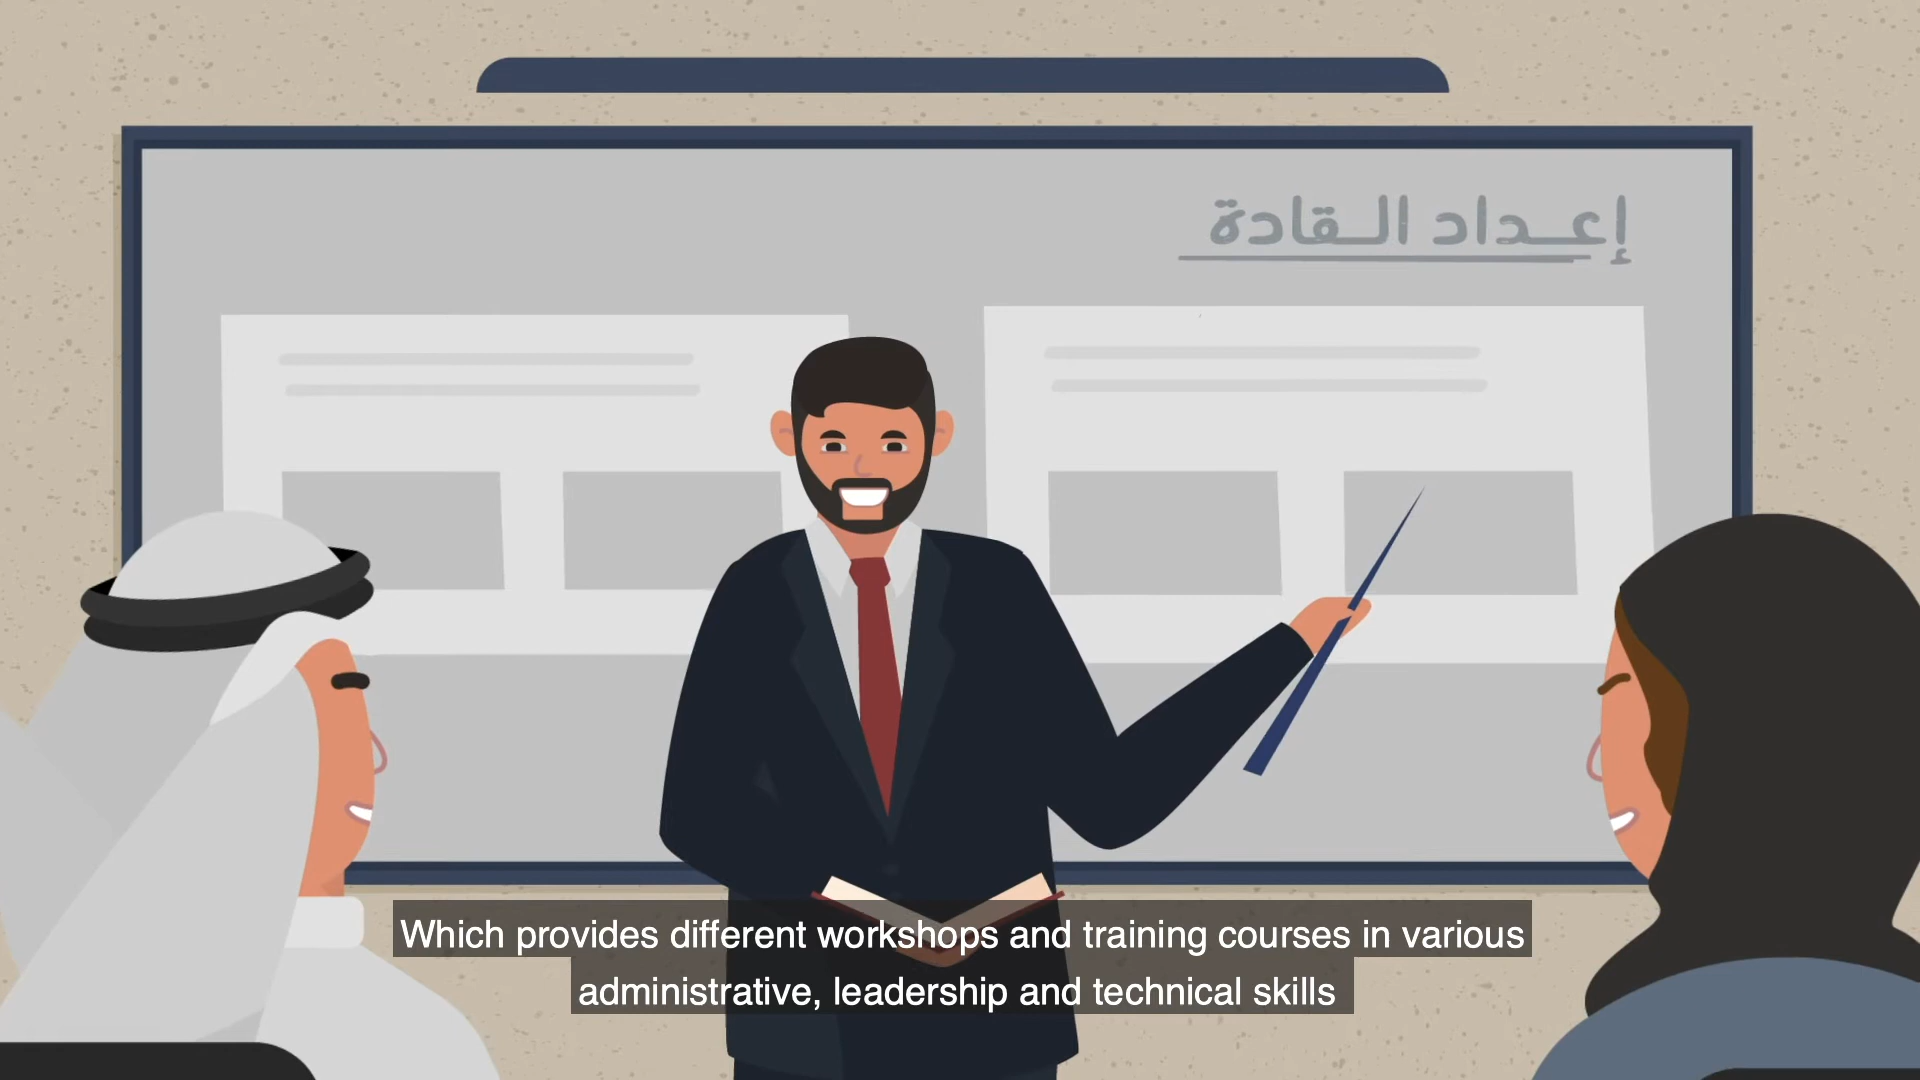 إعداد القادة
Which provides different workshops and training courses in various
administrative, leadership and technical skills